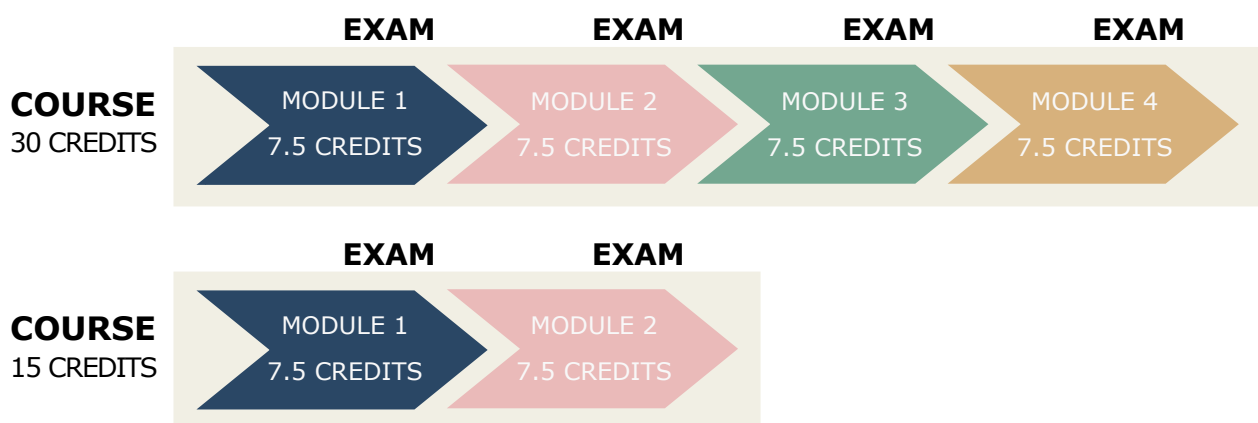 EXAM EXAM EXAM EXAM
COURSE
30 CREDITS
MODULE 1 MODULE 2 MODULE 3 MODULE 4
7.5 CREDITS 7.5 CREDITS 7.5 CREDITS 7.5 CREDITS
EXAM EXAM
COURSE
15 CREDITS
MODULE 1 MODULE 2
7.5 CREDITS 7.5 CREDITS